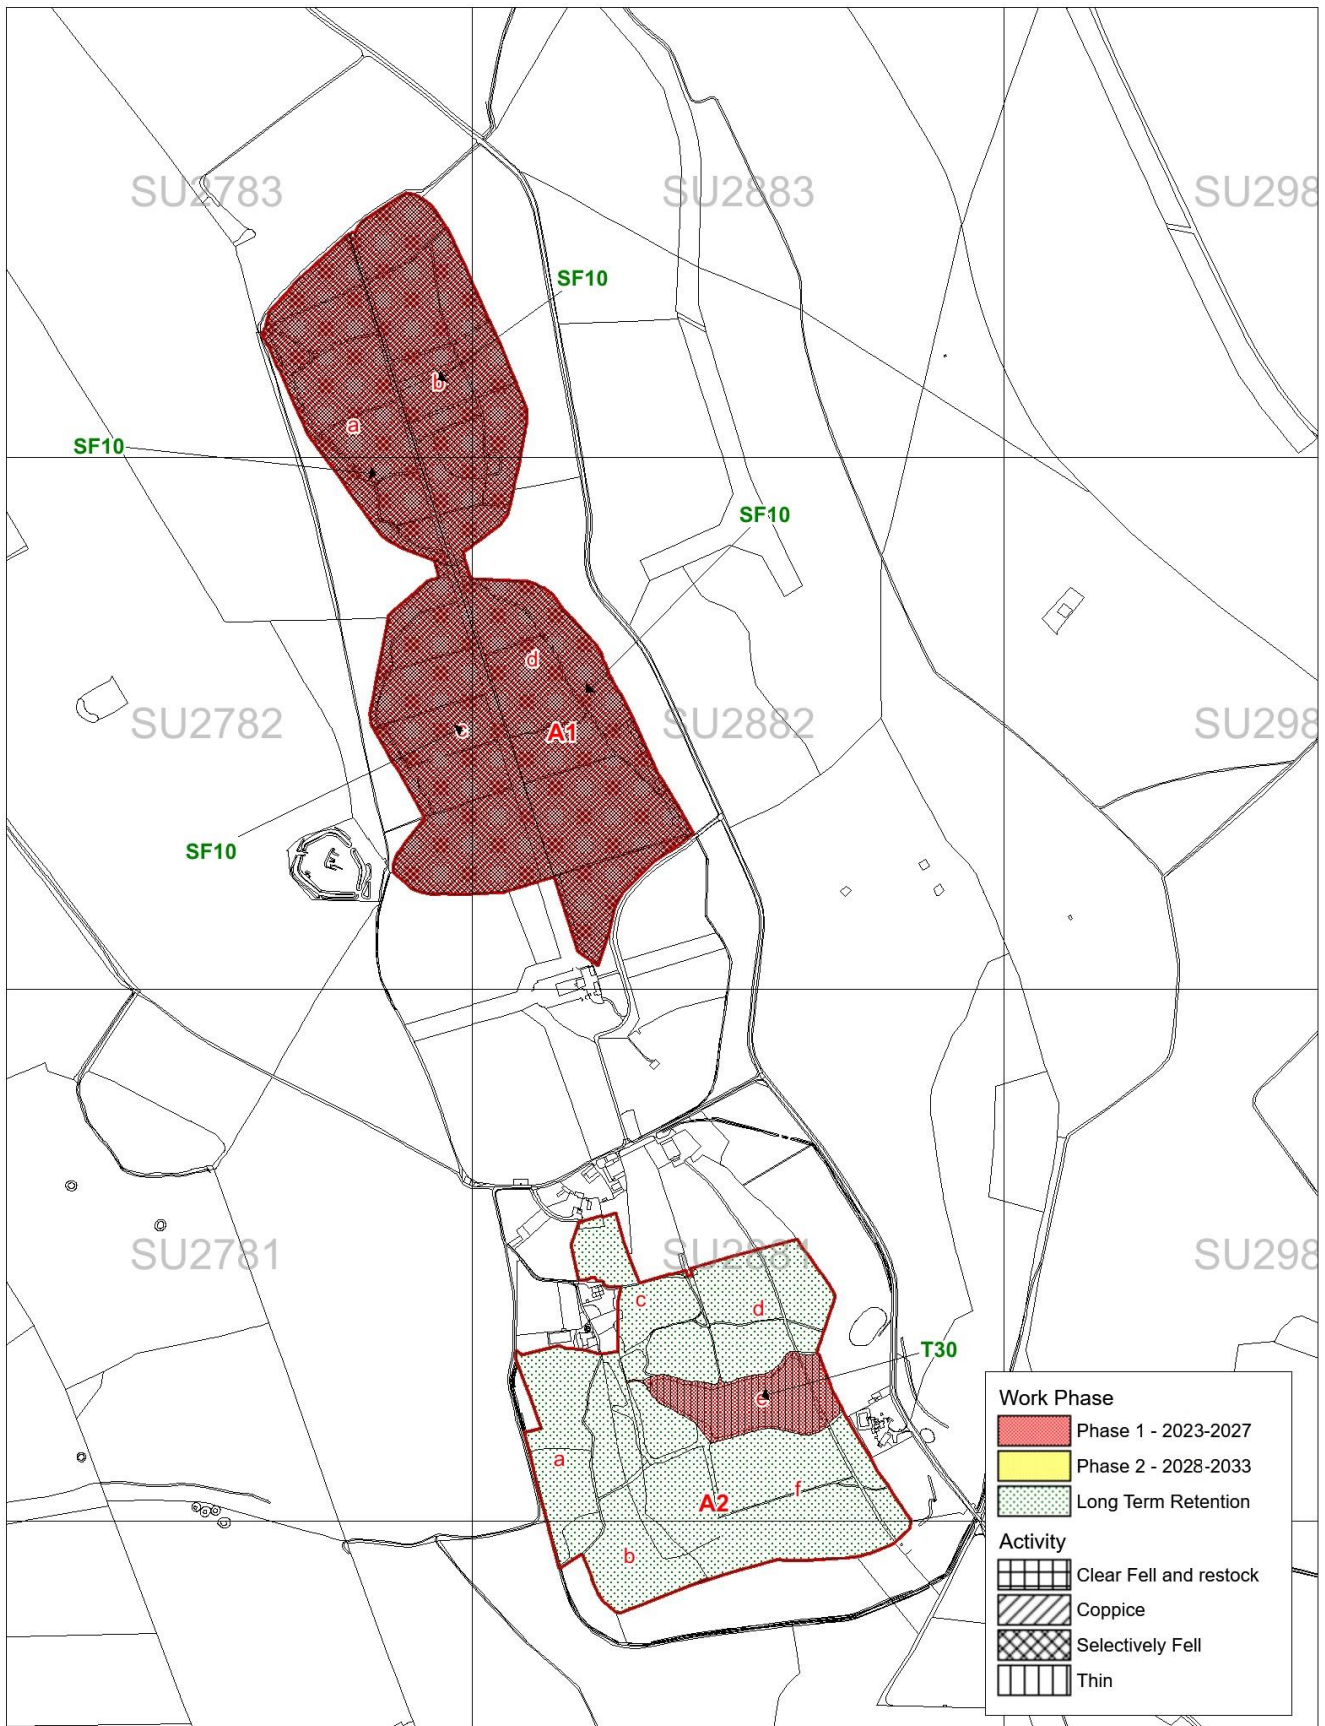 SU2783
SU2883
SU298
SF10
b
a
SF10
SF10
d
SU2782
c
A1
SU2882
SU298
SF10
SU2781
SU2881
SU298
c
d
T30
e
a
f
A2
b
Work Phase
Phase 1 - 2023-2027
Phase 2 - 2028-2033
Long Term Retention
Activity
Clear Fell and restock
Coppice
Selectively Fell
Thin